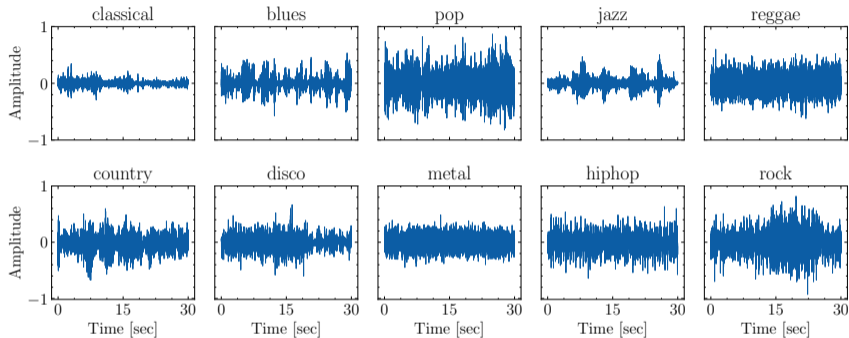 classical blues pop jazz reggae
1
0
−1
Amplitude
country disco metal hiphop rock
1
0
−1
Amplitude
0 15 30 0 15 30 0 15 30 0 15 30 0 15 30
Time [sec] Time [sec] Time [sec] Time [sec] Time [sec]